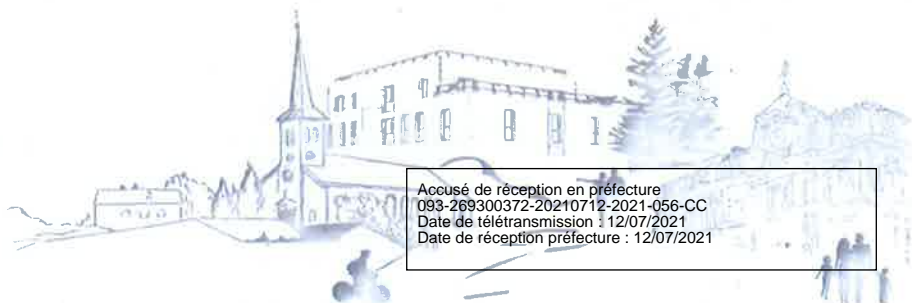 Accusé de réception en préfecture
093-269300372-20210712-2021-056-CC
Date de télétransmission : 12/07/2021
Date de réception préfecture : 12/07/2021